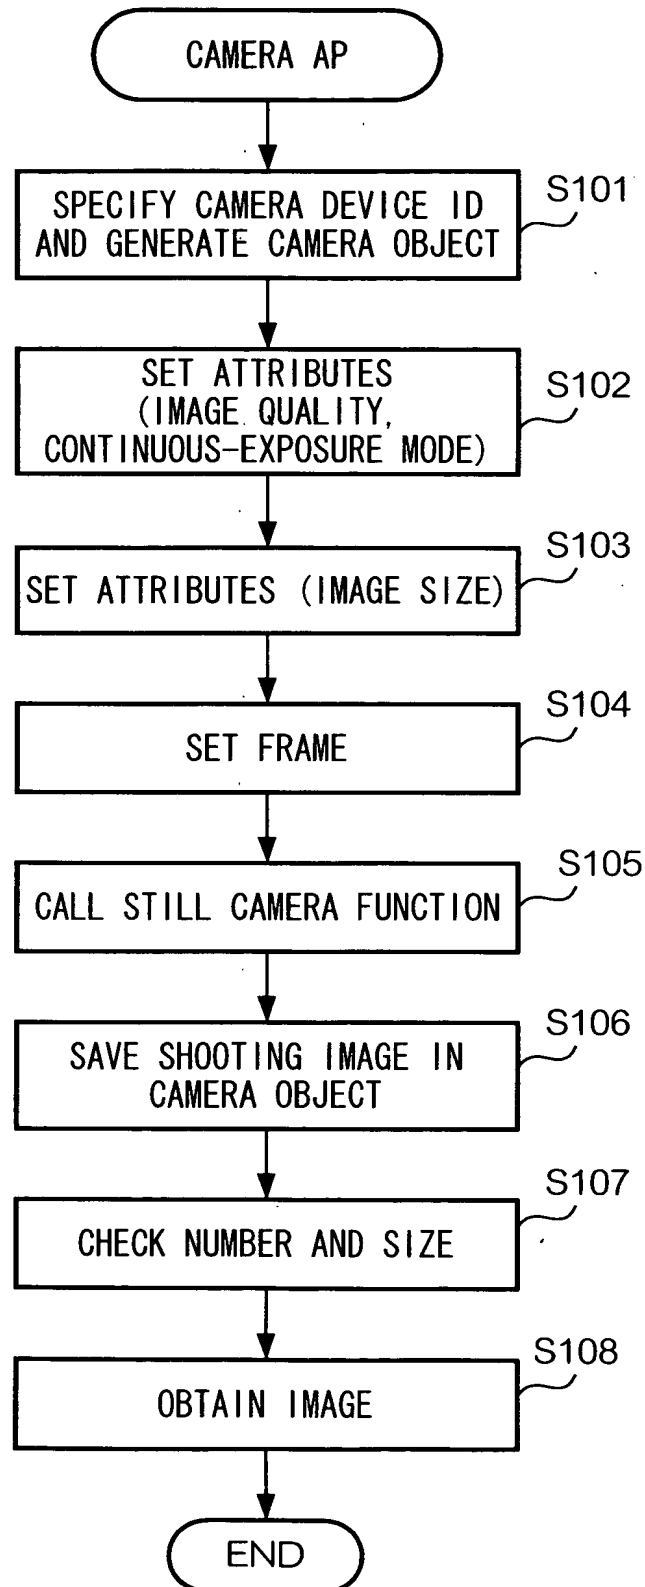 CAMERA AP
S101
SPECIFY CAMERA DEVICE ID
AND GENERATE CAMERA OBJECT
S102
SET ATTRIBUTES
(IMAGE QUALITY,
CONTINUOUS-EXPOSURE MODE)
S103
SET ATTRIBUTES (IMAGE SIZE)
S104
SET FRAME
S105
CALL STILL CAMERA FUNCTION
S106
SAVE SHOOTING IMAGE IN
CAMERA OBJECT
S107
CHECK NUMBER AND SIZE
S108
OBTAIN IMAGE
END